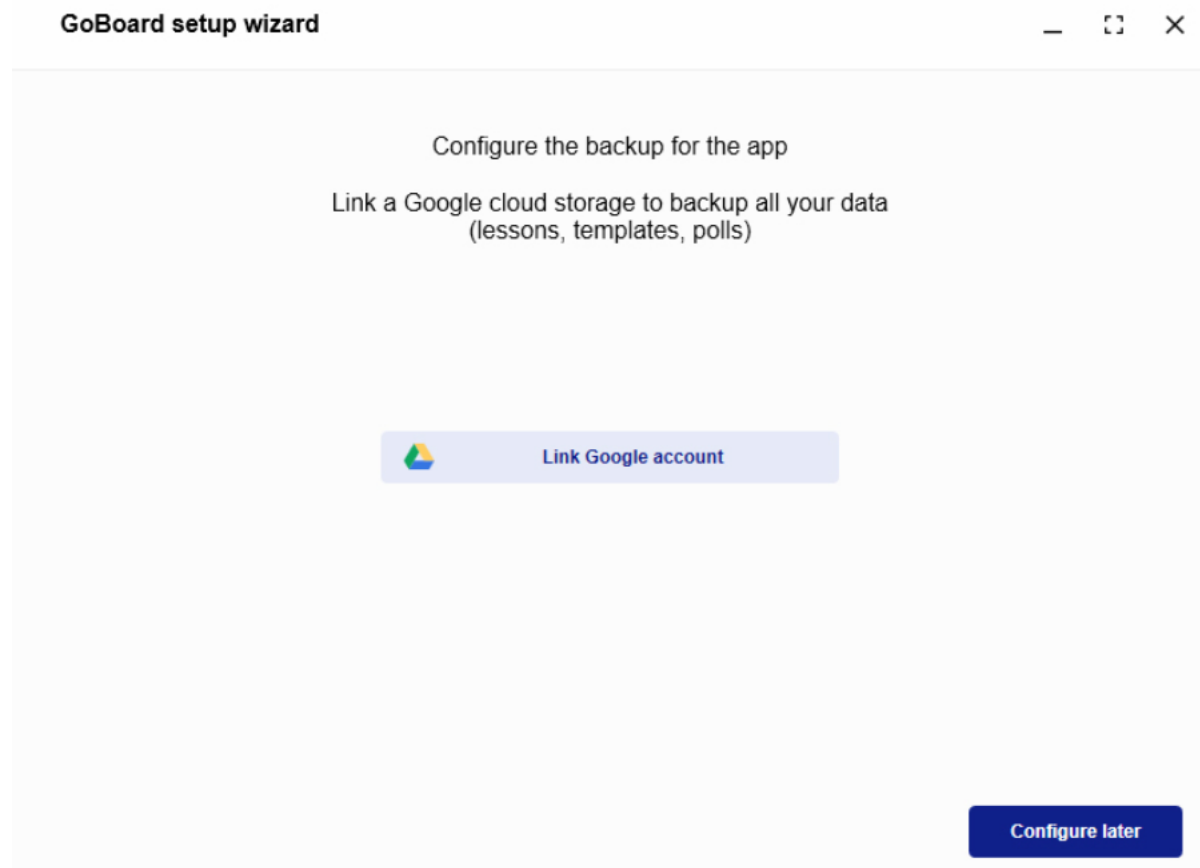 GoBoard setup wizard
Configure the backup for the app
Link a Google cloud storage to backup all your data
(lessons, templates, polls)
Link Google account
Configure later